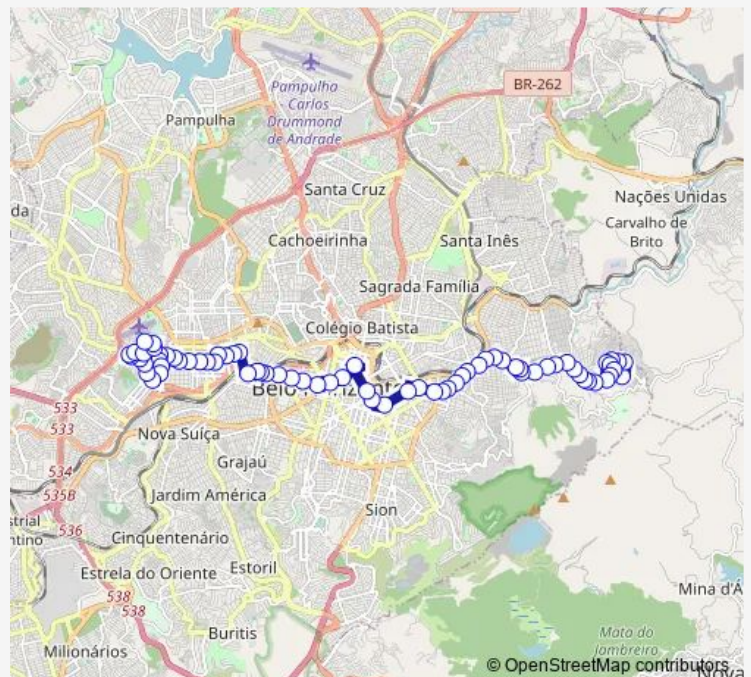 BR-262
Pampulha
- Carlos
Drummond
de Andrade
Pampulha
Santa Cruz
Nações Unidas
da
Carvalho de
Brito
Cachoeirinha
Santa Inês
Sagrada Família
Colégio Batista
533
533
Nova Suíça
534
Grajaú
535B
Jardim América
Sion
536
Cinquentenário
Estrela do Oriente
Estoril
538
538
Mina d'Á
Buritis
Mata do
Jambreiro
Milionários
© OpenStreetMap contributors